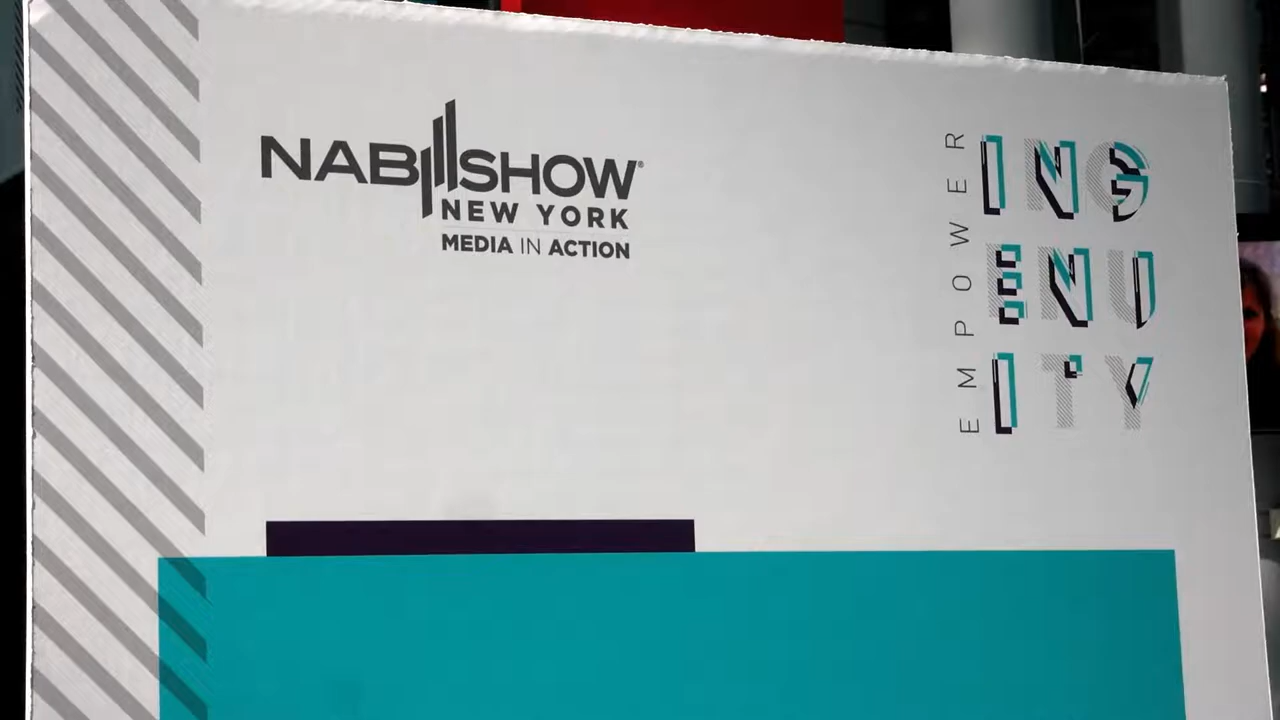 NAB SHOW®
NEW YORK
MEDIA IN ACTION
EMPOWER
ING
ENU
ITY